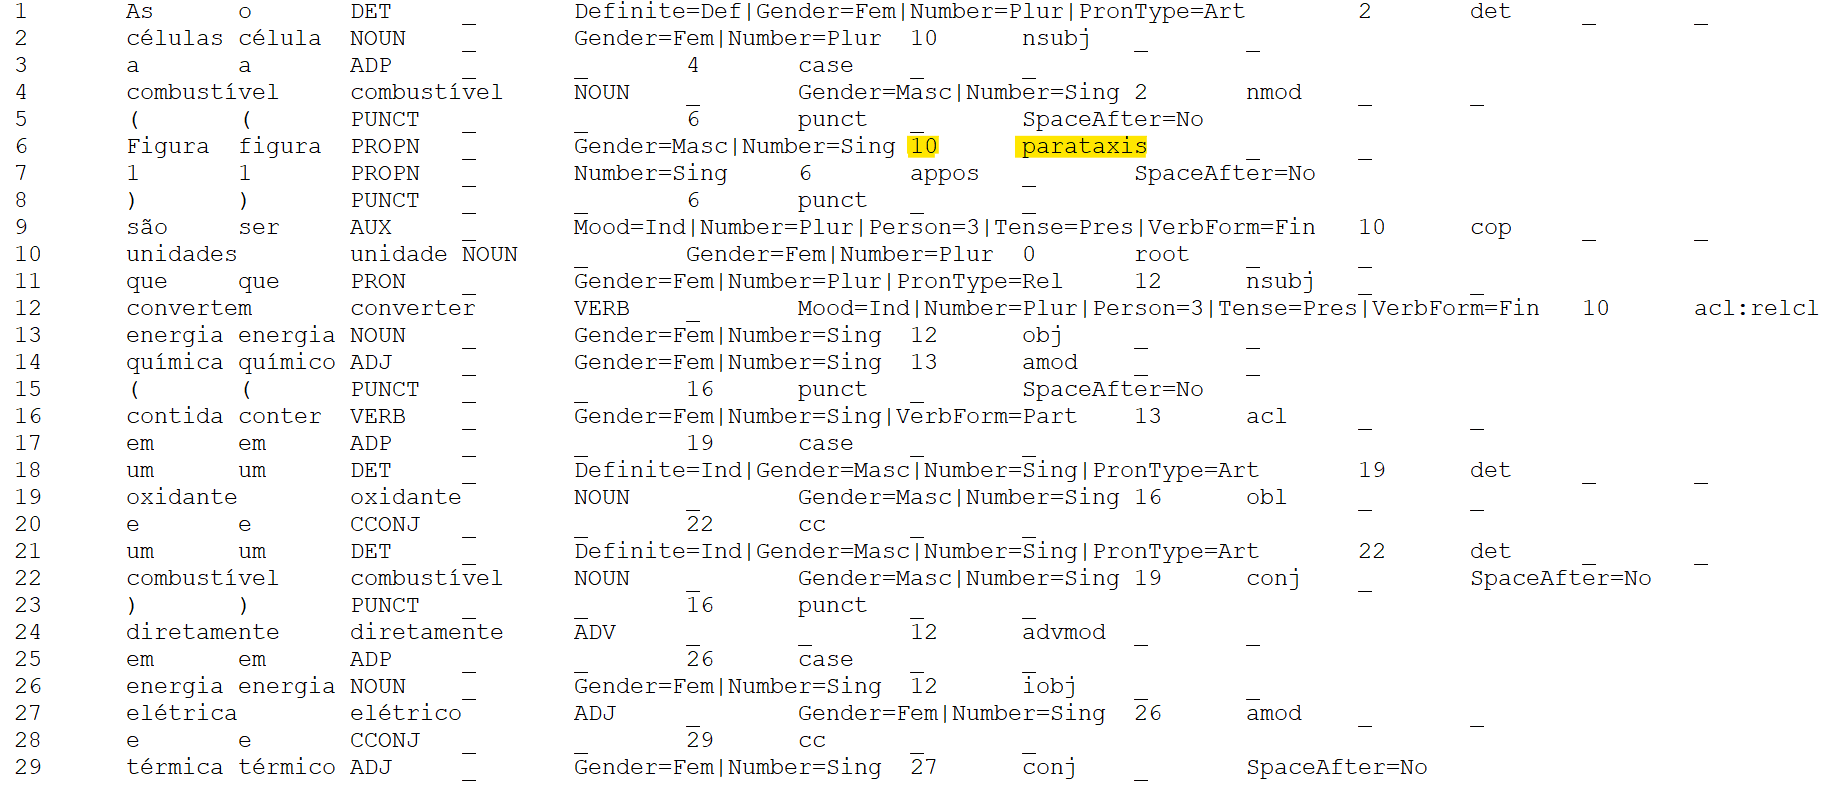 1 As o DET _ Definite=Def|Gender=Fem|Number=Plur|PronType=Art 2 det _ _
2 células célula NOUN _ Gender=Fem|Number=Plur 10 nsubj _ _
3 a a ADP _ _ 4 case _ _
4 combustível combustível NOUN _ Gender=Masc|Number=Sing 2 nmod _ _
5 ( ( PUNCT _ _ 6 punct _ SpaceAfter=No
6 Figura figura PROPN _ Gender=Masc|Number=Sing 10 parataxis _ _
7 1 1 PROPN _ Number=Sing 6 appos _ SpaceAfter=No
8 ) ) PUNCT _ _ 6 punct _ _
9 são ser AUX _ Mood=Ind|Number=Plur|Person=3|Tense=Pres|VerbForm=Fin 10 cop _ _
10 unidades unidade NOUN _ Gender=Fem|Number=Plur 0 root _ _
11 que que PRON _ Gender=Fem|Number=Plur|PronType=Rel 12 nsubj _ _
12 convertem converter VERB _ Mood=Ind|Number=Plur|Person=3|Tense=Pres|VerbForm=Fin 10 acl:relcl
13 energia energia NOUN _ Gender=Fem|Number=Sing 12 obj _ _
14 química químico ADJ _ Gender=Fem|Number=Sing 13 amod _ _
15 ( ( PUNCT _ _ 16 punct _ SpaceAfter=No
16 contida conter VERB _ Gender=Fem|Number=Sing|VerbForm=Part 13 acl _ _
17 em em ADP _ _ 19 case _ _
18 um um DET _ Definite=Ind|Gender=Masc|Number=Sing|PronType=Art 19 det _ _
19 oxidante oxidante NOUN _ Gender=Masc|Number=Sing 16 obl _ _
20 e e CCONJ _ _ 22 cc _ _
21 um um DET _ Definite=Ind|Gender=Masc|Number=Sing|PronType=Art 22 det _ _
22 combustível combustível NOUN _ Gender=Masc|Number=Sing 19 conj _ SpaceAfter=No
23 ) ) PUNCT _ _ 16 punct _ _
24 diretamente diretamente ADV _ _ 12 advmod _ _
25 em em ADP _ _ 26 case _ _
26 energia energia NOUN _ Gender=Fem|Number=Sing 12 iobj _ _
27 elétrica elétrico ADJ _ Gender=Fem|Number=Sing 26 amod _ _
28 e e CCONJ _ _ 29 cc _ _
29 térmica térmico ADJ _ Gender=Fem|Number=Sing 27 conj _ SpaceAfter=No